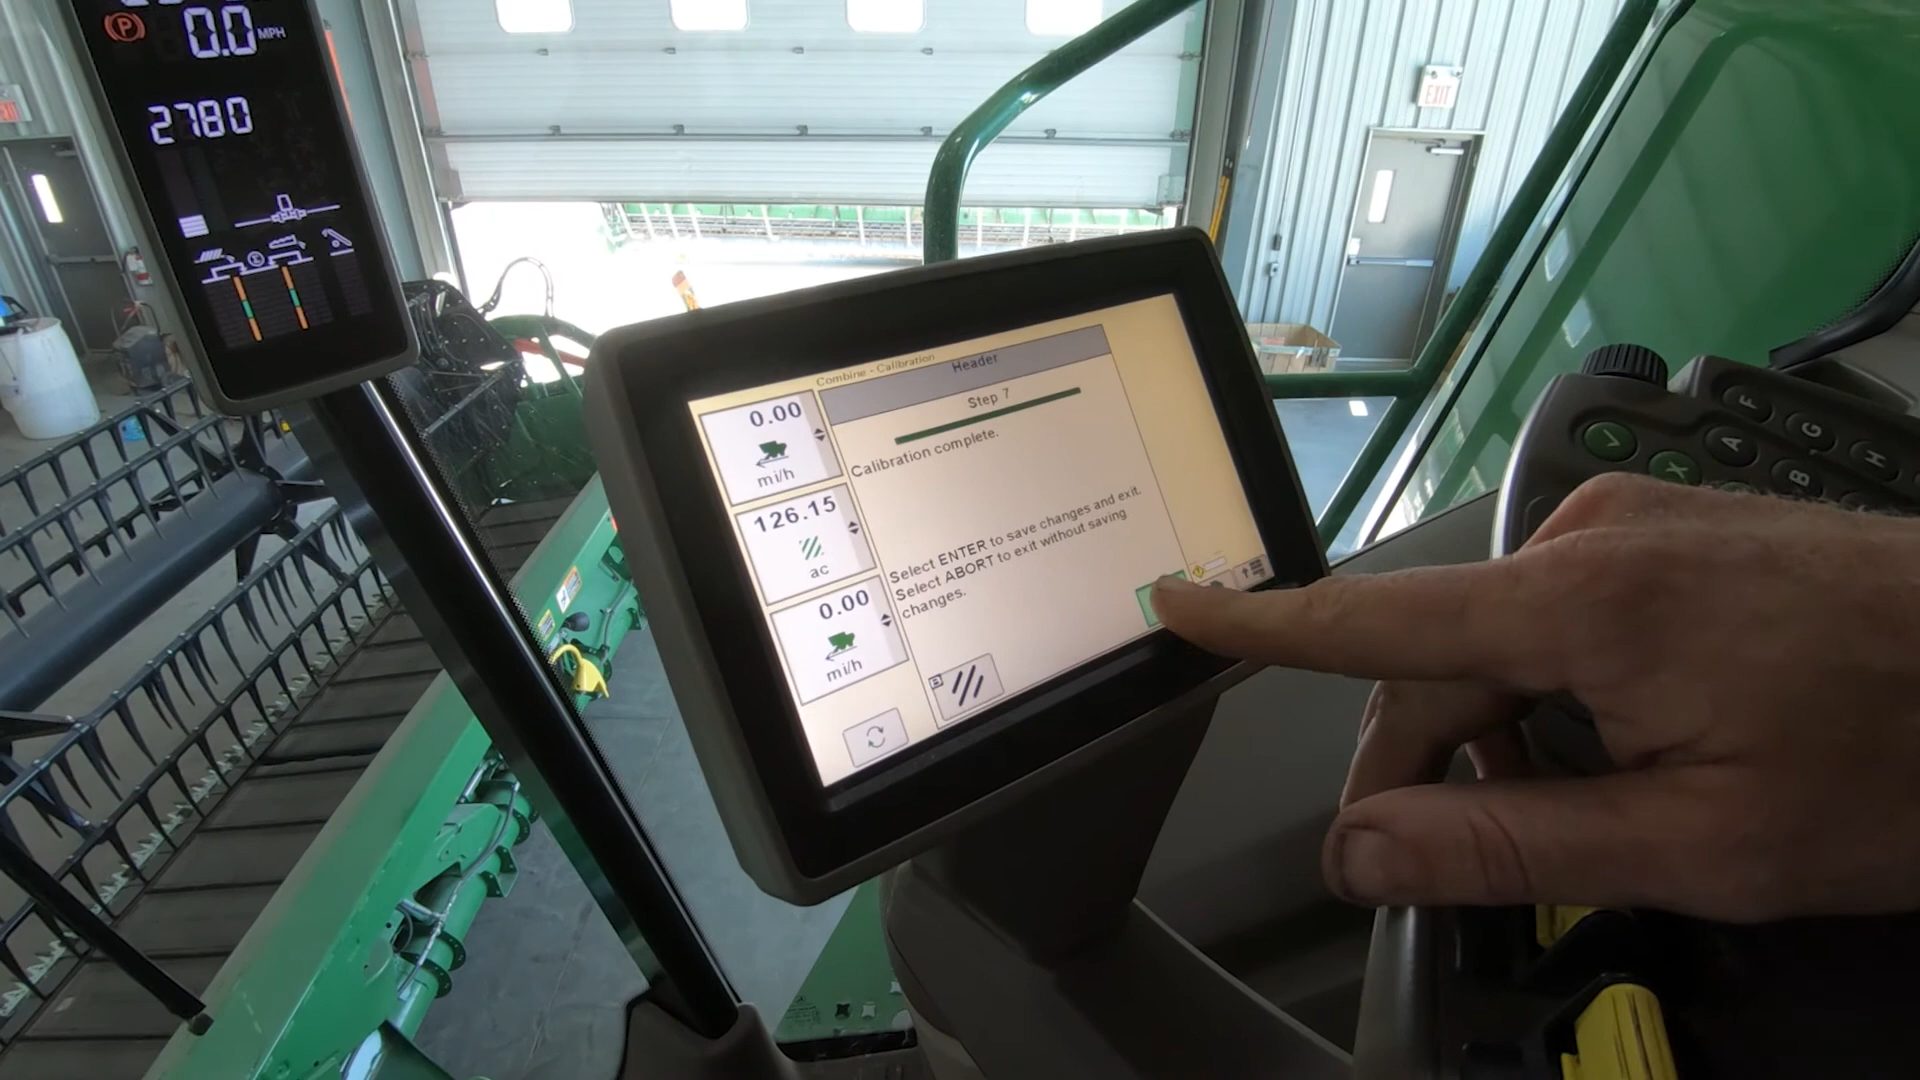 0.0 MPH
2780
EXIT
Combine - Calibration
Header
Step 7
Calibration complete.
Select ENTER to save changes and exit.
Select ABORT to exit without saving
changes.
0.00
mi/h
126.15
ac
0.00
mi/h
B
F
G
A
H
B